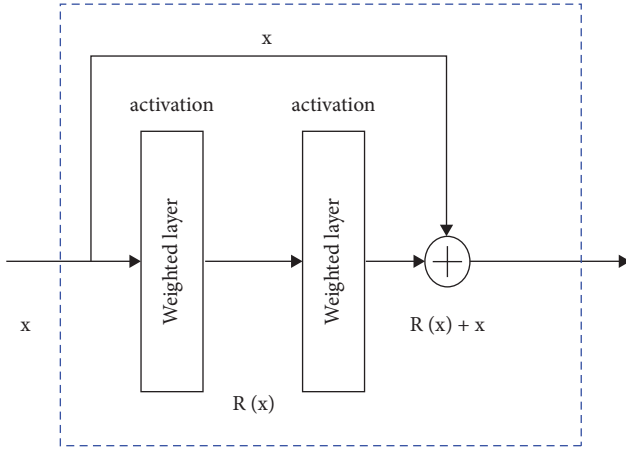 x
activation
activation
Weighted layer
Weighted layer
x
R (x) + x
R (x)